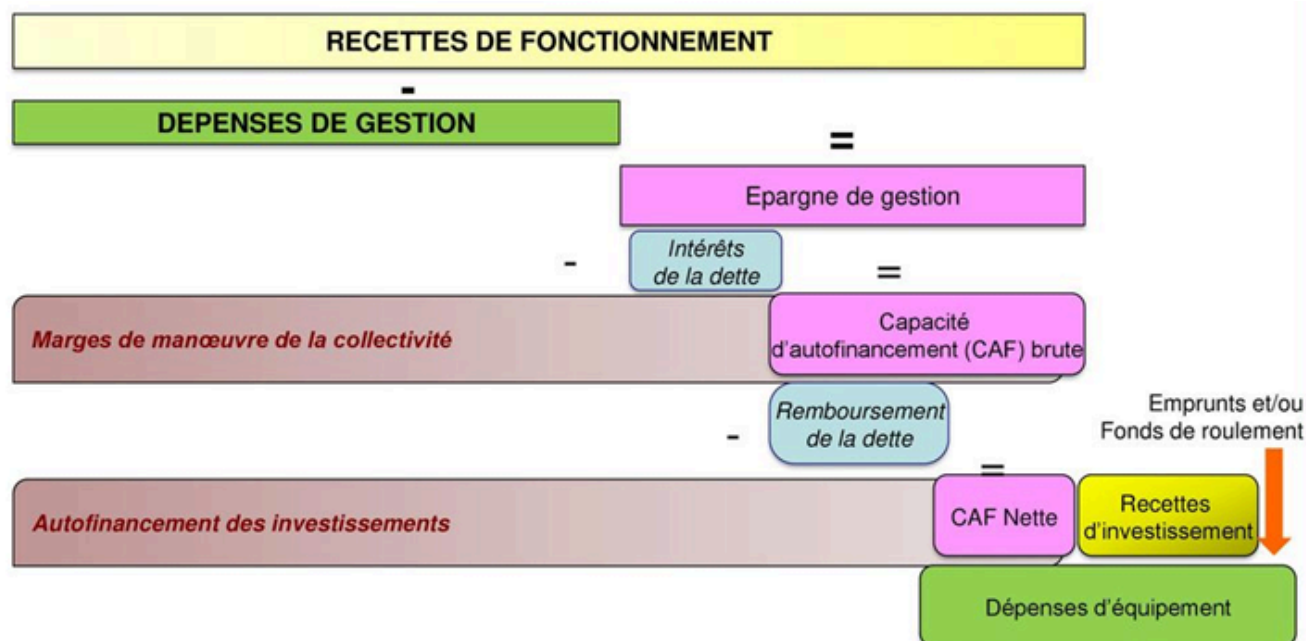 RECETTES DE FONCTIONNEMENT
-
DEPENSES DE GESTION
=
Epargne de gestion
-
Intérêts
de la dette
=
Marges de manœuvre de la collectivité
Capacité
d'autofinancement (CAF) brute
-
Remboursement
de la dette
=
Emprunts et/ou
Fonds de roulement
Autofinancement des investissements
CAF Nette
Recettes
d'investissement
Dépenses d'équipement